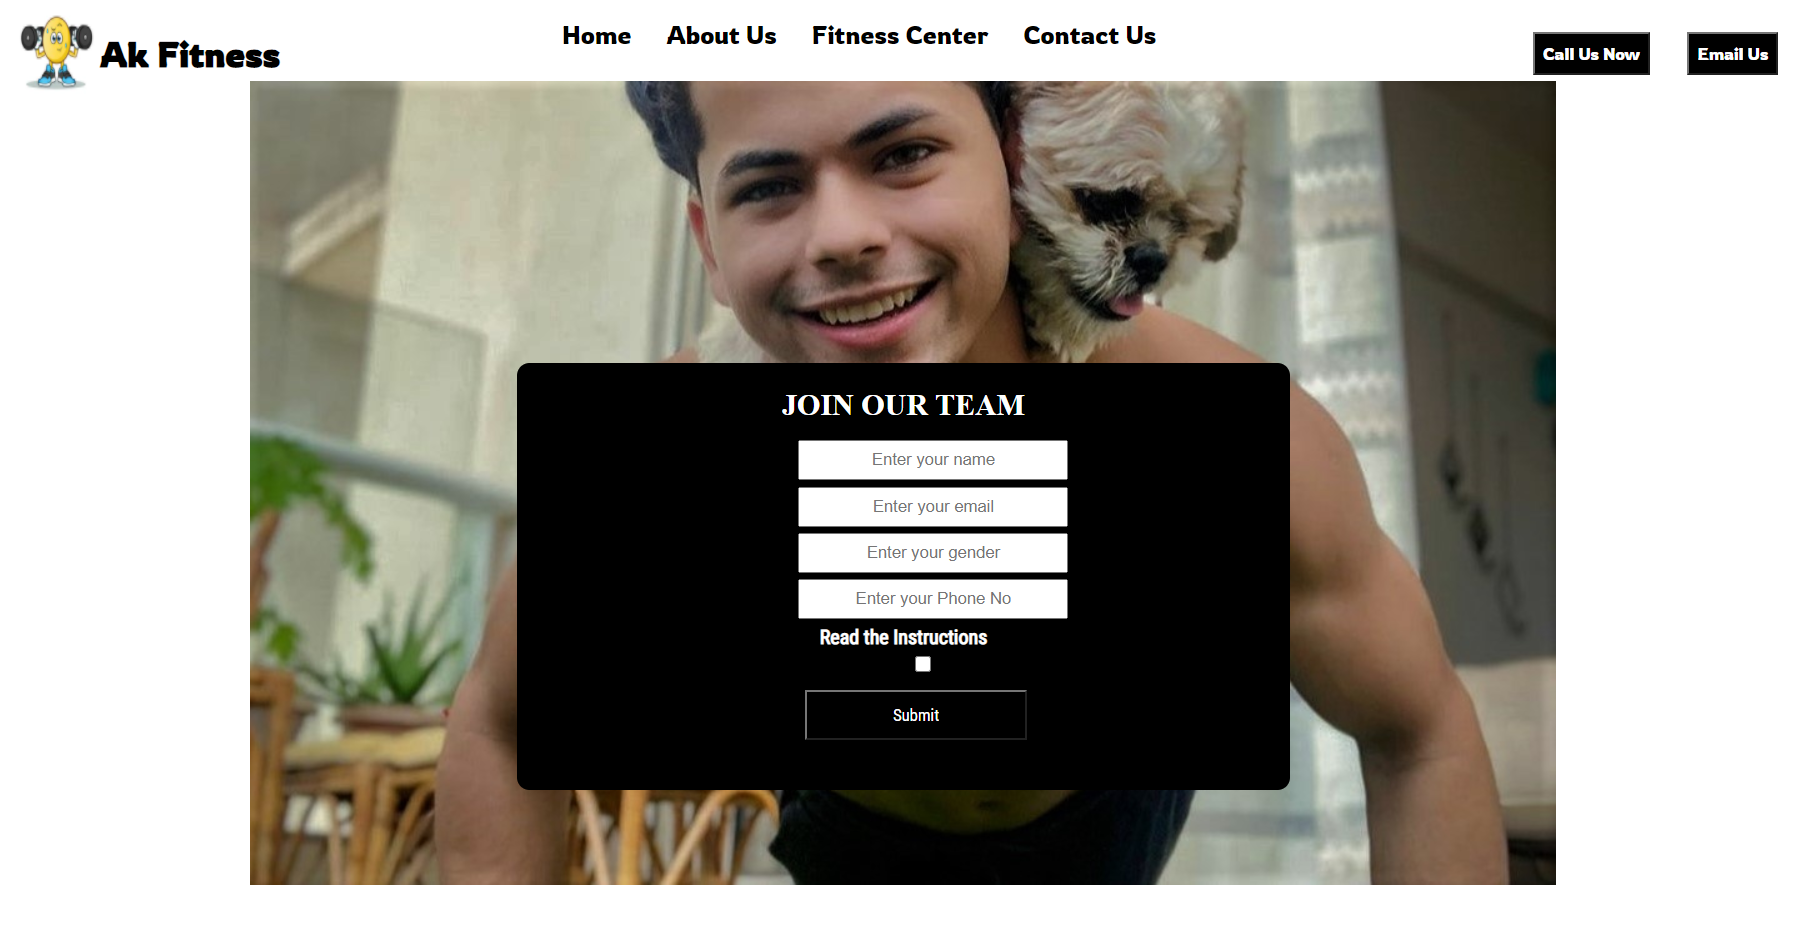 Ak Fitness
Home About Us Fitness Center Contact Us
Call Us Now Email Us
JOIN OUR TEAM
Enter your name
Enter your email
Enter your gender
Enter your Phone No
Read the Instructions
Submit